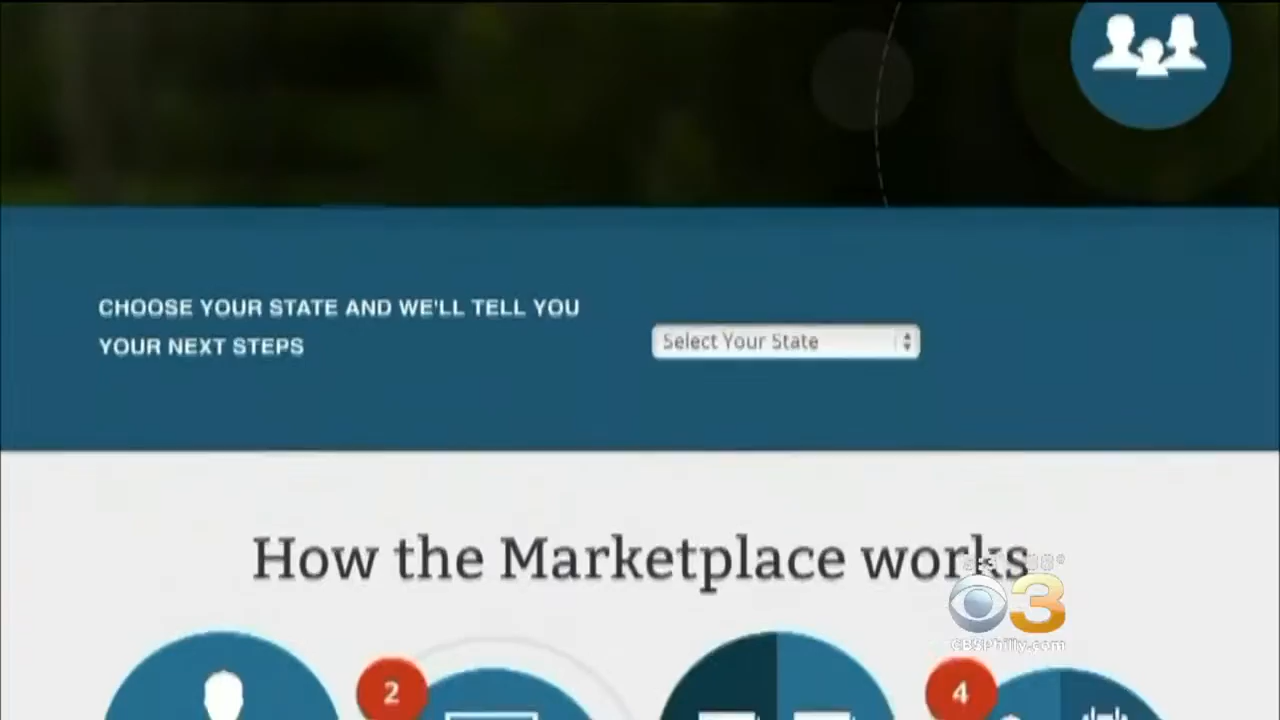 CHOOSE YOUR STATE AND WE'LL TELL YOU
YOUR NEXT STEPS
Select Your State
How the Marketplace works
3
CBSPhilly.com
2
4